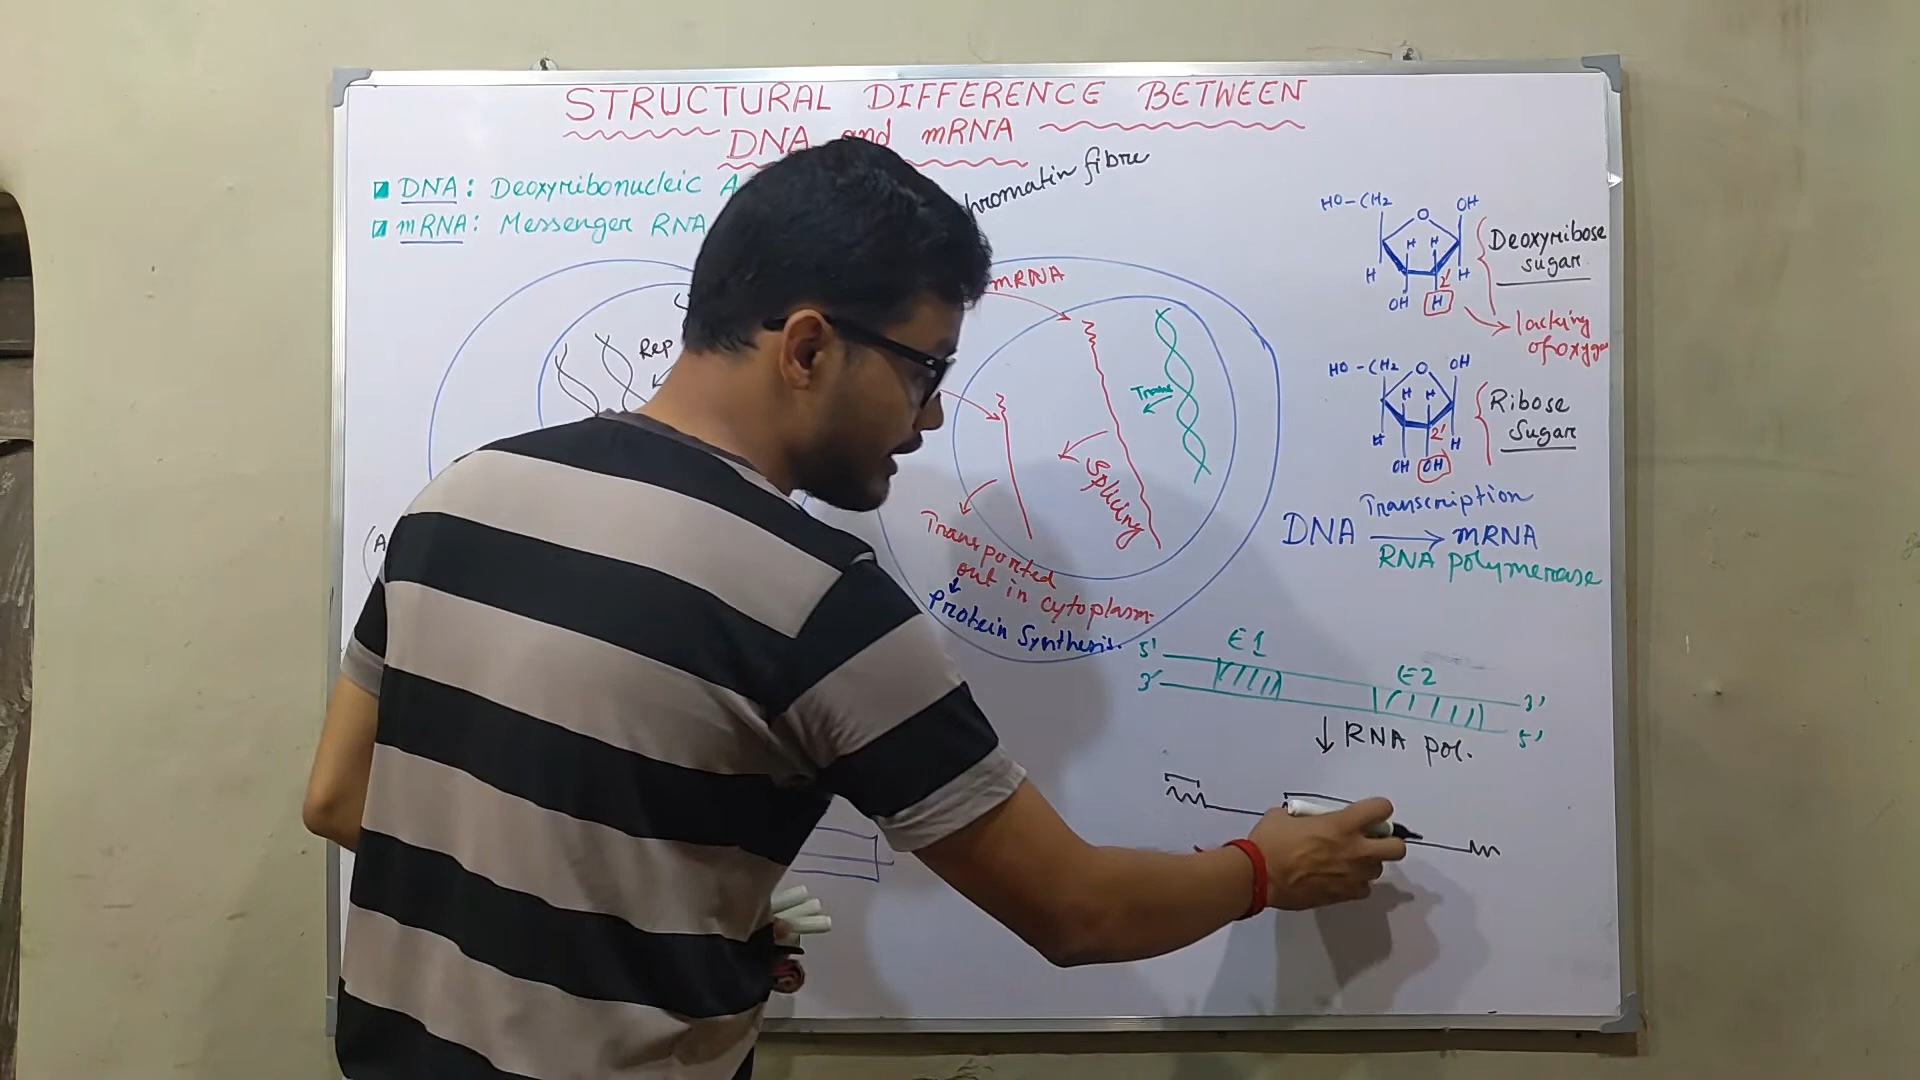 STRUCTURAL DIFFERENCE BETWEEN
DNA and mRNA
DNA: Deoxyribonucleic A
mRNA: Messenger RNA
hromatin fibre
Rep
(A
mRNA
Trans
Splicing
Transported
out in cytoplasm
Protein Synthesis.
HO-CH2
O
OH
H
H
H
2'
H
OH
H
Deoxyribose
sugar
lacking
of oxyge
HO-CH2
O
OH
H
H
H
2'
H
OH
OH
Ribose
Sugar
Transcription
DNA → mRNA
RNA polymerase
5' E1 E2 3'
3' 5'
↓ RNA pol.